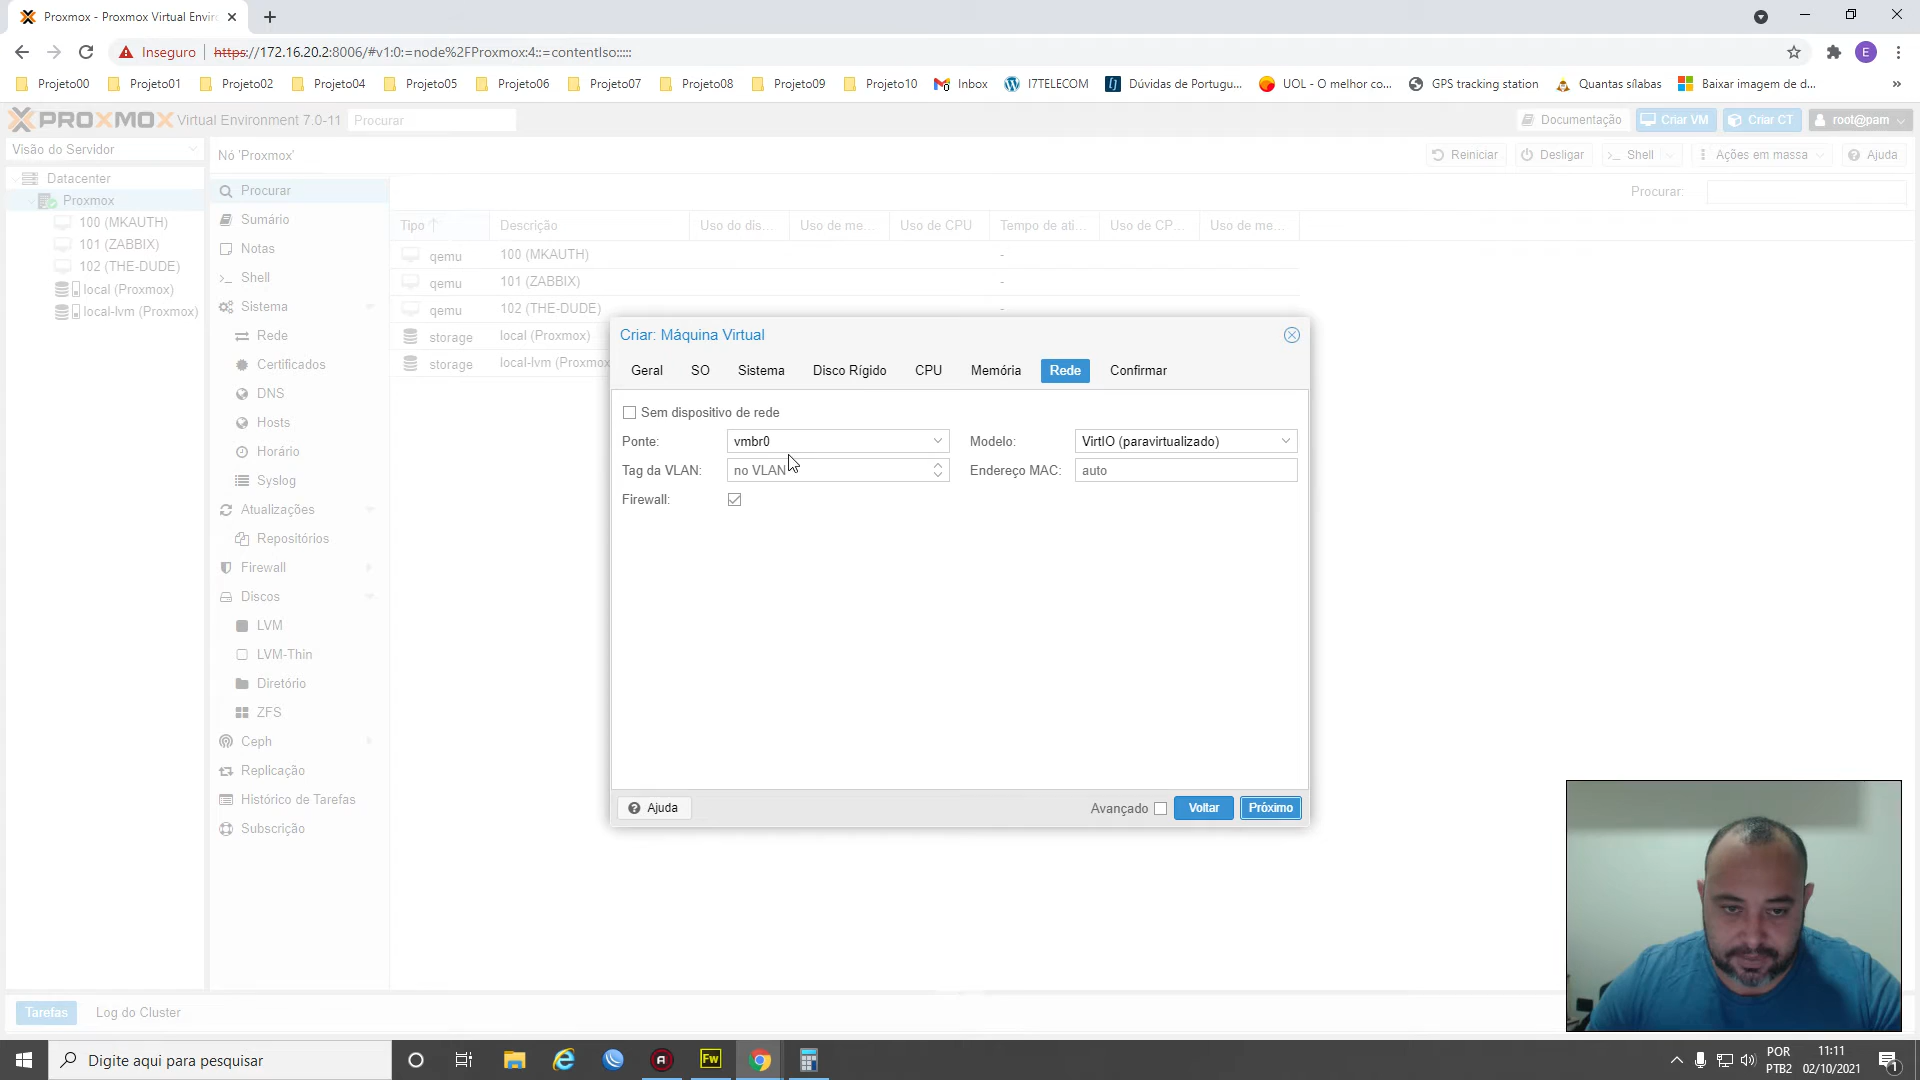 Proxmox - Proxmox Virtual Envir
Inseguro
https://172.16.20.2:8006/#v1:0:=node%2FProxmox:4::=contentIso:::::
E
Projeto00
Projeto01
Projeto02
Projeto04
Projeto05
Projeto06
Projeto07
Projeto08
Projeto09
Projeto10
Inbox
I7TELECOM
Dúvidas de Portugu...
UOL - O melhor co...
GPS tracking station
Quantas sílabas
Baixar imagem de d...
»
PROXMOX
Virtual Environment 7.0-11
Procurar
Documentação
Criar VM
Criar CT
root@pam
Visão do Servidor
Nó 'Proxmox'
Reiniciar
Desligar
Shell
Ações em massa
Ajuda
Datacenter
Proxmox
100 (MKAUTH)
101 (ZABBIX)
102 (THE-DUDE)
local (Proxmox)
local-lvm (Proxmox)
Procurar
Sumário
Notas
Shell
Sistema
Rede
Certificados
DNS
Hosts
Horário
Syslog
Atualizações
Repositórios
Firewall
Discos
LVM
LVM-Thin
Diretório
ZFS
Ceph
Replicação
Histórico de Tarefas
Subscrição
Procurar:
Tipo
Descrição
Uso do dis...
Uso de me...
Uso de CPU
Tempo de ati...
Uso de CP...
Uso de me...
qemu
100 (MKAUTH)
-
qemu
101 (ZABBIX)
-
qemu
102 (THE-DUDE)
-
storage
local (Proxmox)
storage
local-lvm (Proxmox
Criar: Máquina Virtual
Geral
SO
Sistema
Disco Rígido
CPU
Memória
Rede
Confirmar
Sem dispositivo de rede
Ponte:
vmbr0
Modelo:
VirtIO (paravirtualizado)
Tag da VLAN:
no VLAN
Endereço MAC:
auto
Firewall:
Ajuda
Avançado
Voltar
Próximo
Tarefas
Log do Cluster
Digite aqui para pesquisar
Fw
POR
PTB2
11:11
02/10/2021
1